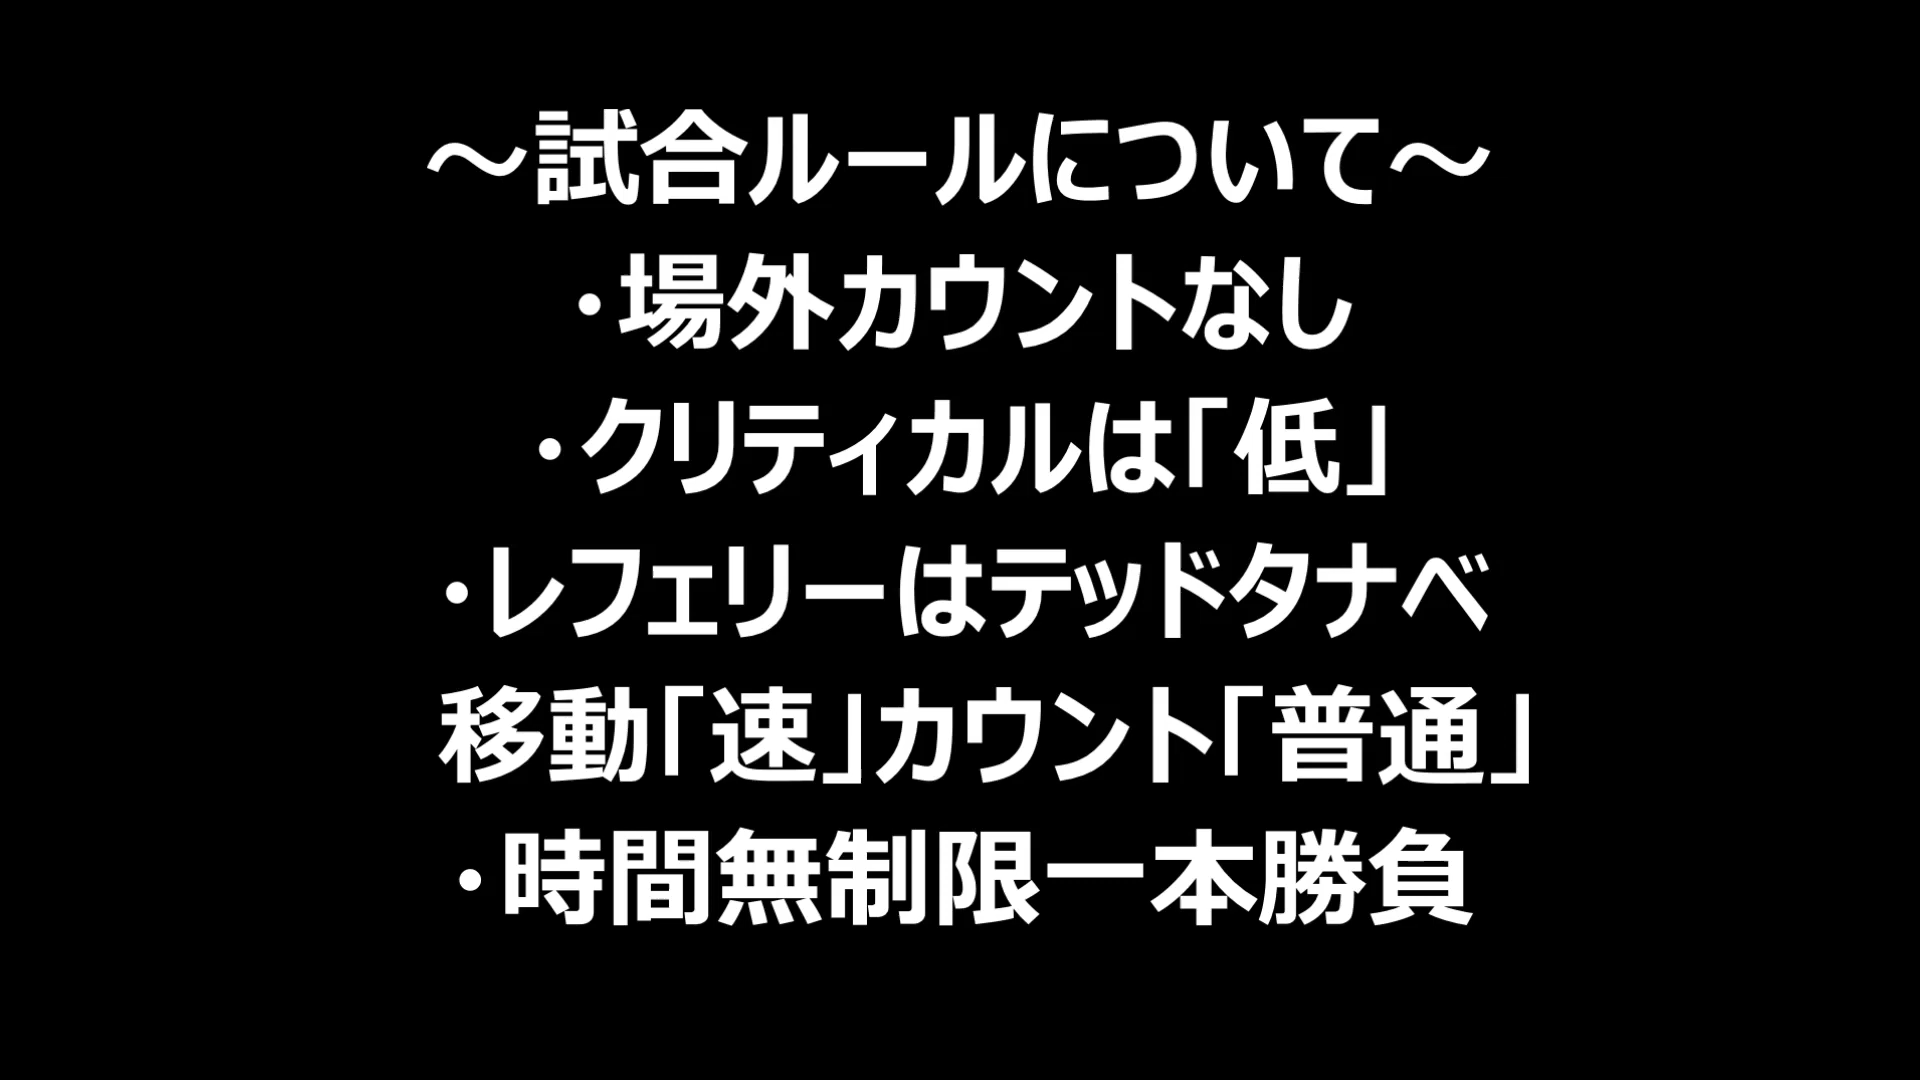 ～試合ルールについて～
・場外カウントなし
・クリティカルは「低」
・レフェリーはテッドタナベ
移動「速」カウント「普通」
・時間無制限一本勝負